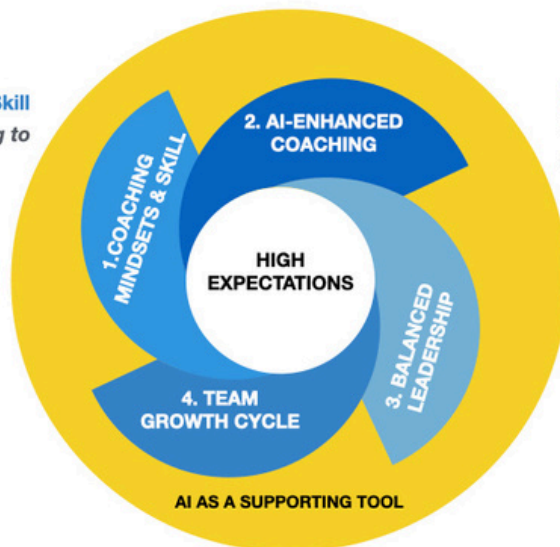 Skill
g to
2. AI-ENHANCED
COACHING
1.COACHING
MINDSETS & SKILL
HIGH
EXPECTATIONS
3. BALANCED
LEADERSHIP
4. TEAM
GROWTH CYCLE
AI AS A SUPPORTING TOOL